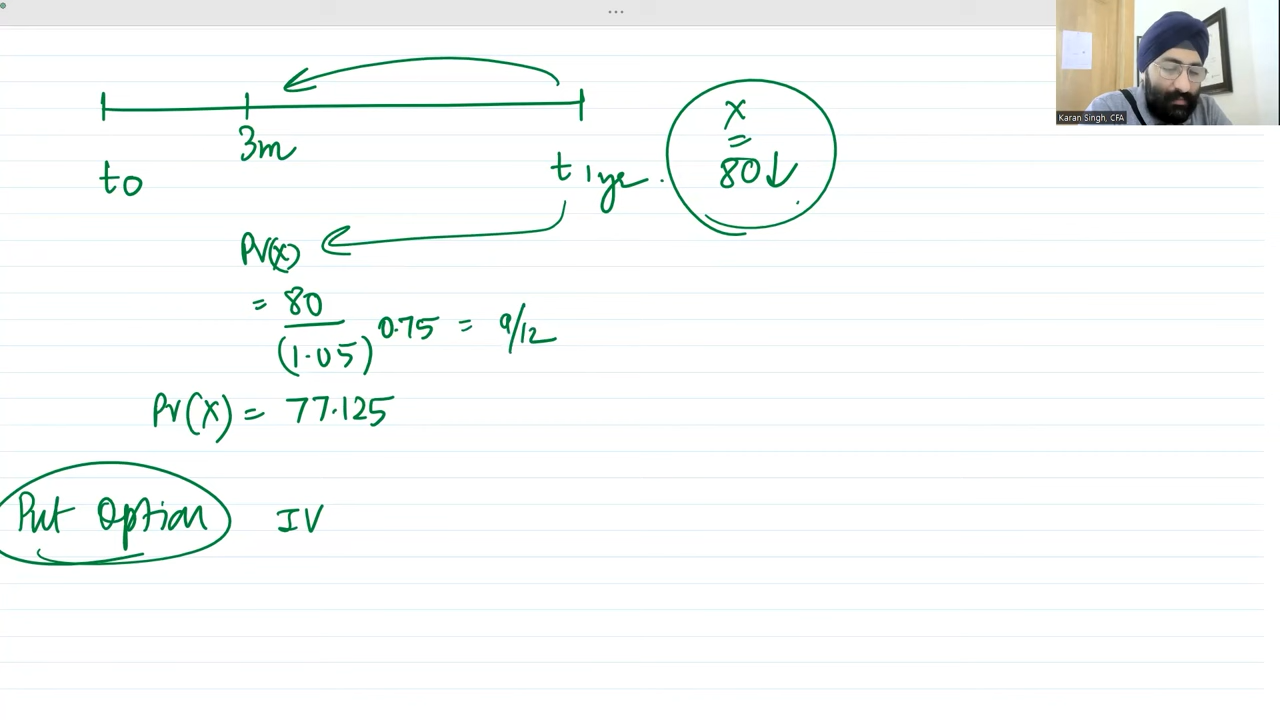 ...
Karan Singh, CFA
3m
t0
t 1yr.
X
=
80↓
PV(X)
= 80
(1.05)^0.75 = 9/12
PV(X) = 77.125
Put Option IV